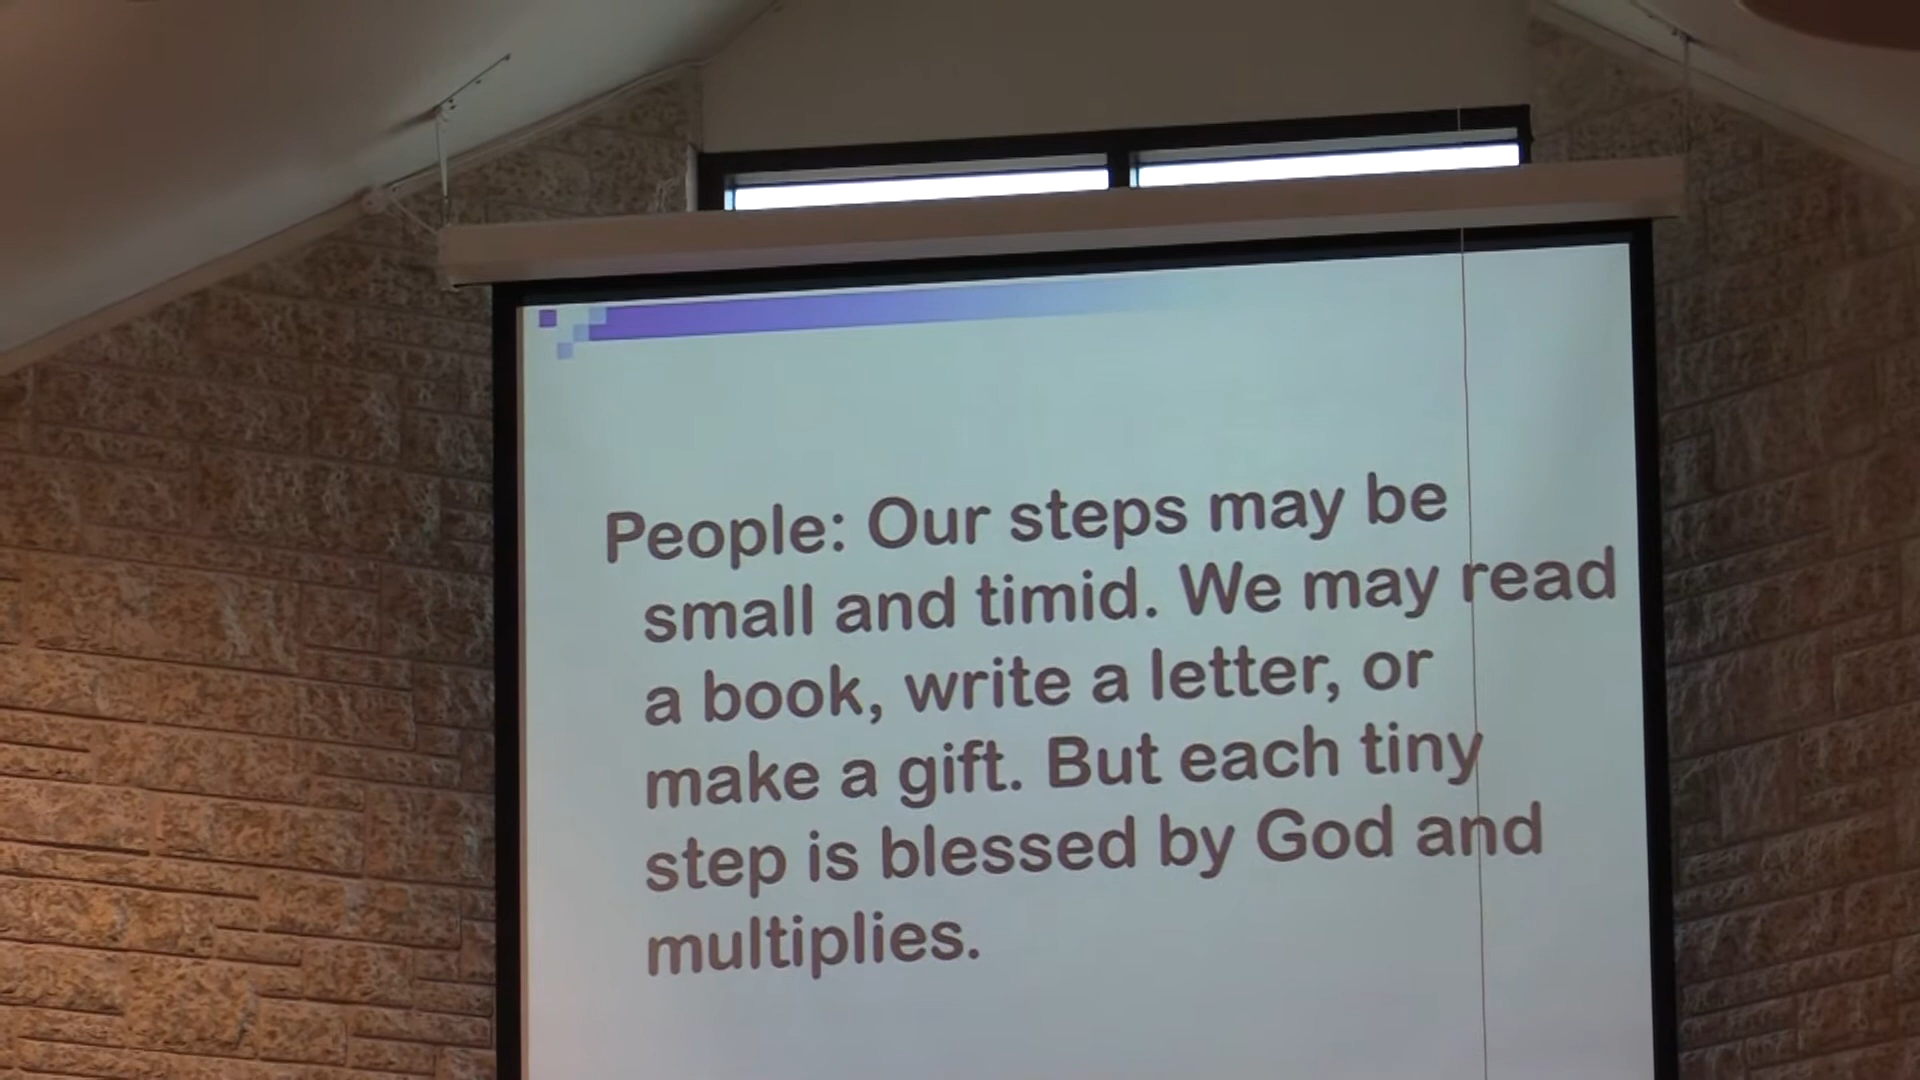 People: Our steps may be
small and timid. We may read
a book, write a letter, or
make a gift. But each tiny
step is blessed by God and
multiplies.